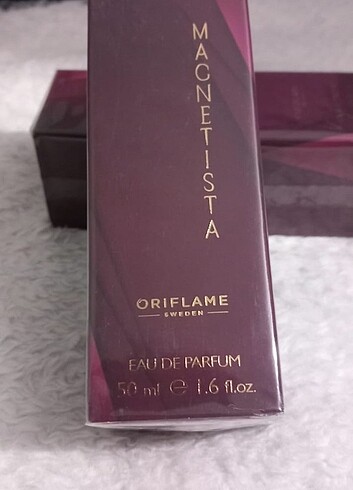 MAGNETISTA
ORIFLAME
SWEDEN
EAU DE PARFUM
50 ml ℮ 1.6 fl.oz.